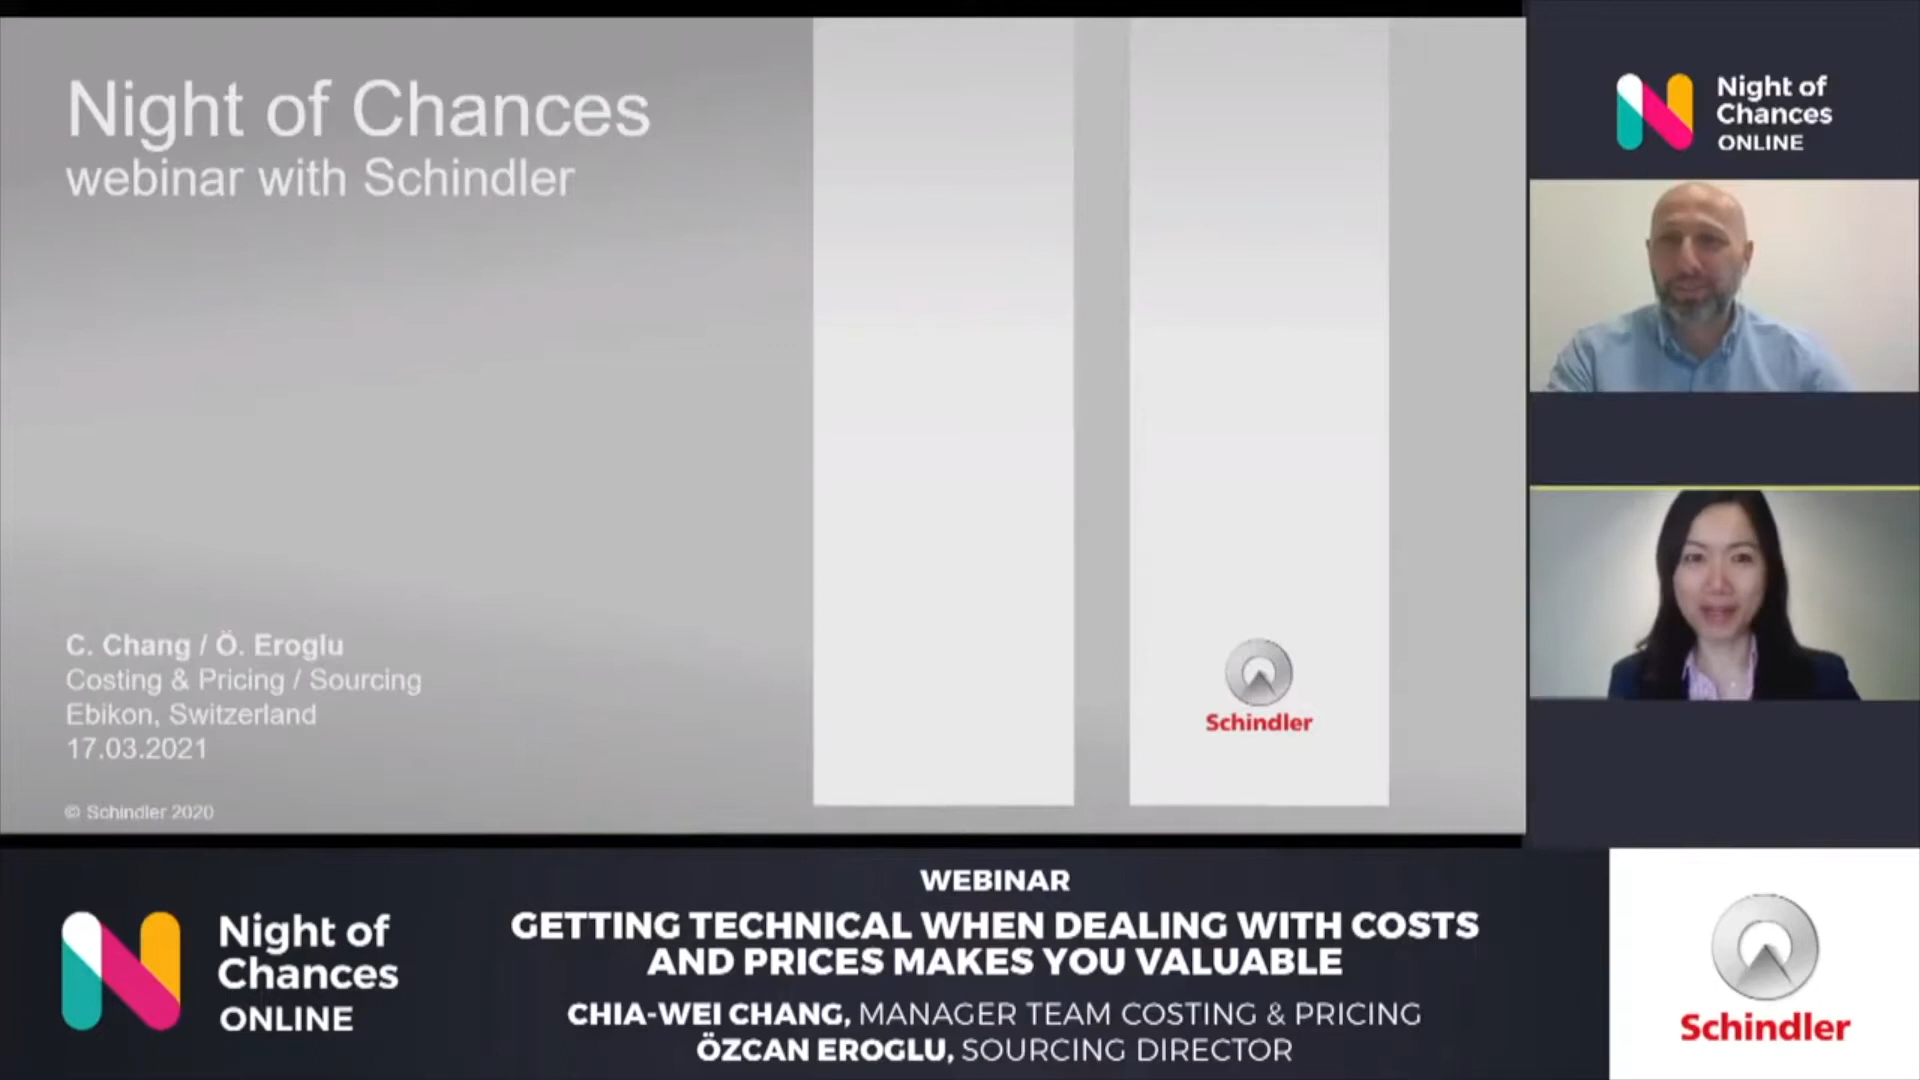 Night of Chances
webinar with Schindler
C. Chang / Ö. Eroglu
Costing & Pricing / Sourcing
Ebikon, Switzerland
17.03.2021
© Schindler 2020
Schindler
Night of
Chances
ONLINE
Night of
Chances
ONLINE
WEBINAR
GETTING TECHNICAL WHEN DEALING WITH COSTS
AND PRICES MAKES YOU VALUABLE
CHIA-WEI CHANG, MANAGER TEAM COSTING & PRICING
ÖZCAN EROGLU, SOURCING DIRECTOR
Schindler